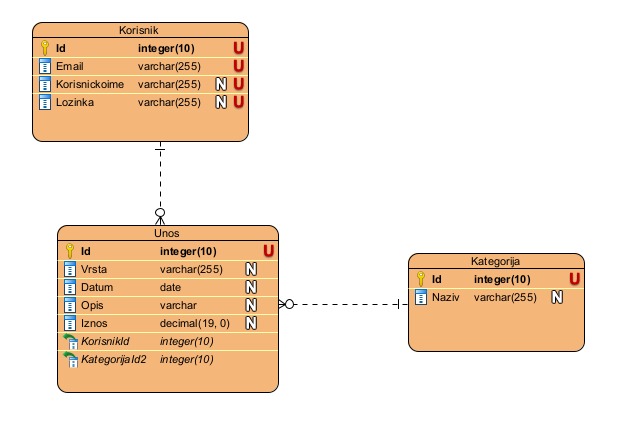 Korisnik
Id integer(10) U
Email varchar(255) U
Korisnickoime varchar(255) N U
Lozinka varchar(255) N U
Unos
Id integer(10) U
Vrsta varchar(255) N
Datum date N
Opis varchar N
Iznos decimal(19, 0) N
KorisnikId integer(10)
KategorijaId2 integer(10)
Kategorija
Id integer(10) U
Naziv varchar(255) N